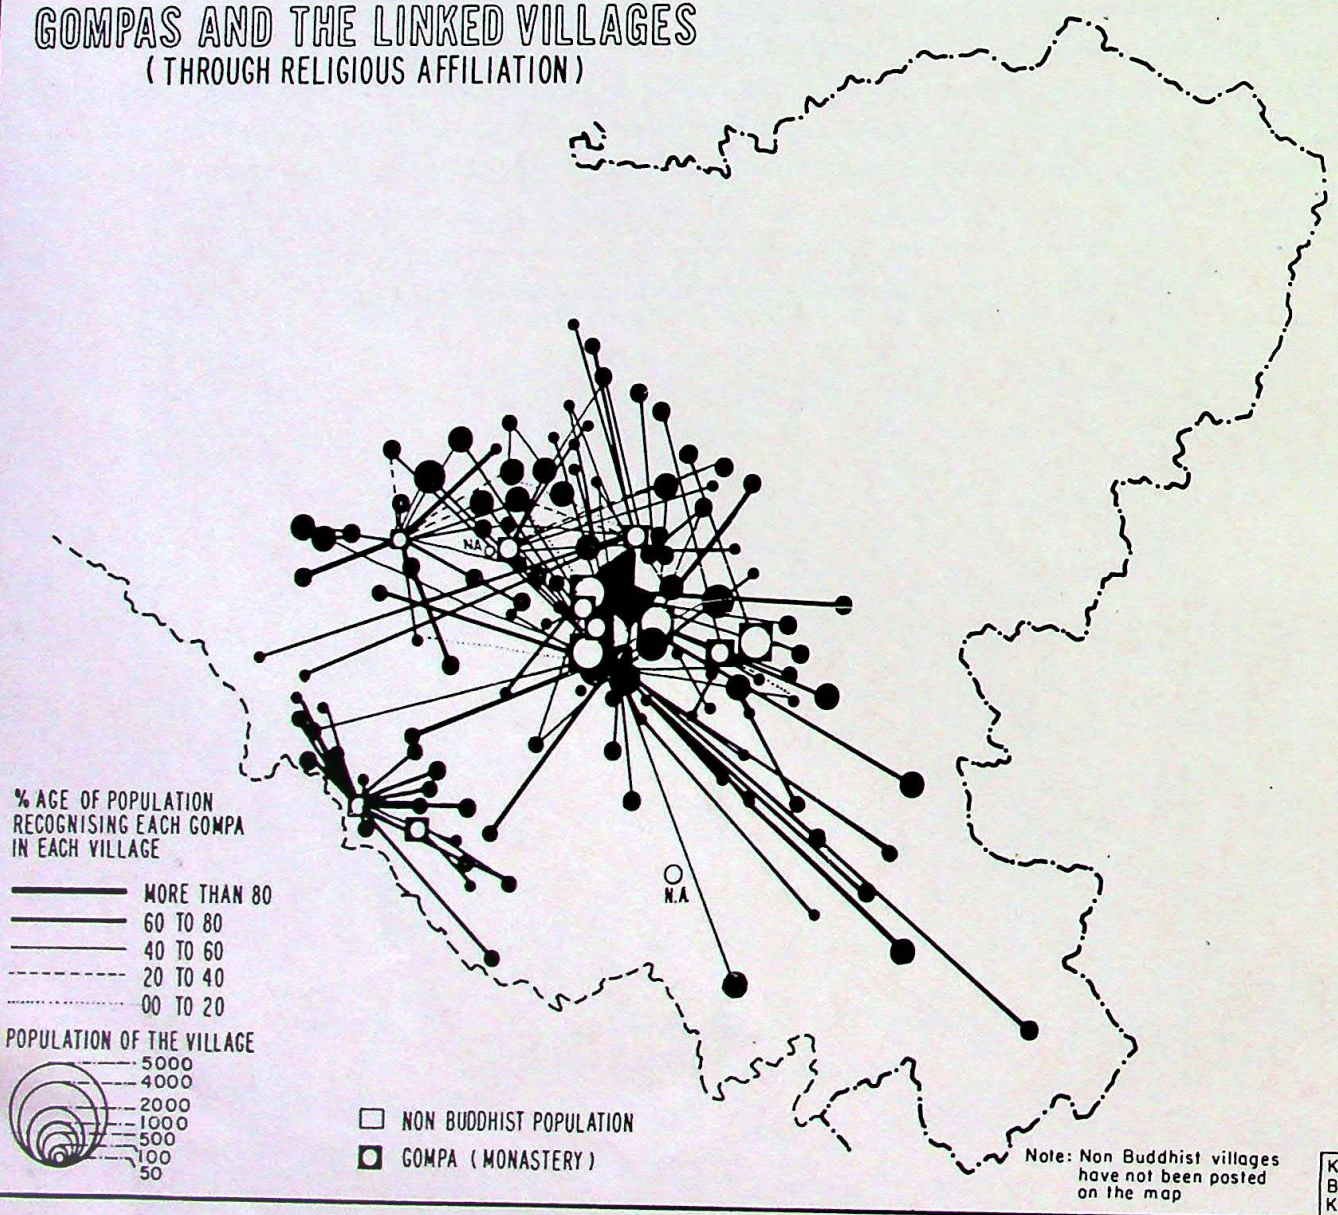 GOMPAS AND THE LINKED VILLAGES
(THROUGH RELIGIOUS AFFILIATION)
NA
N.A.
% AGE OF POPULATION
RECOGNISING EACH GOMPA
IN EACH VILLAGE
MORE THAN 80
60 TO 80
40 TO 60
20 TO 40
00 TO 20
POPULATION OF THE VILLAGE
5000
4000
2000
1000
500
100
50
NON BUDDHIST POPULATION
GOMPA (MONASTERY)
Note: Non Buddhist villages
have not been posted
on the map
K
B
K